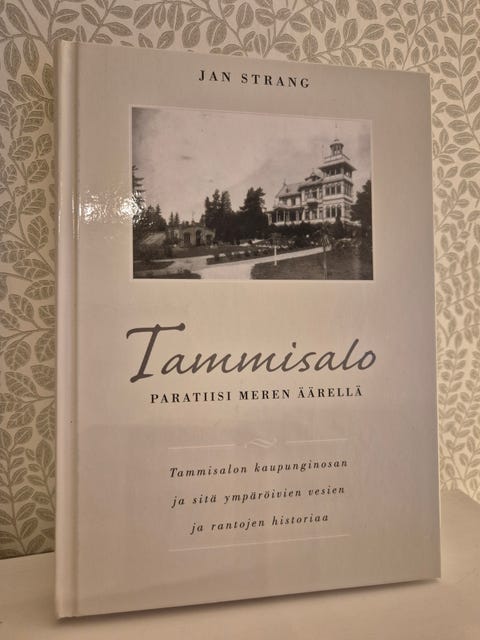 JAN STRANG
Tammisalo
PARATIISI MEREN ÄÄRELLÄ
Tammisalon kaupunginosan
ja sitä ympäröivien vesien
ja rantojen historiaa